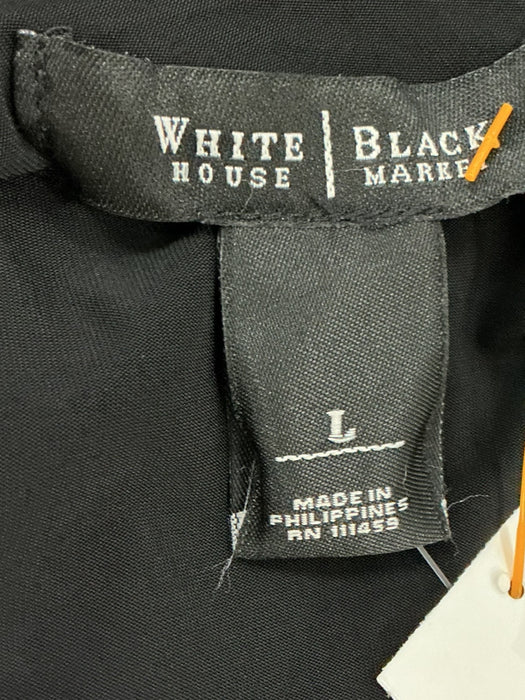 WHITE | BLACK
HOUSE | MARKET
L
MADE IN
PHILIPPINES
RN 111459